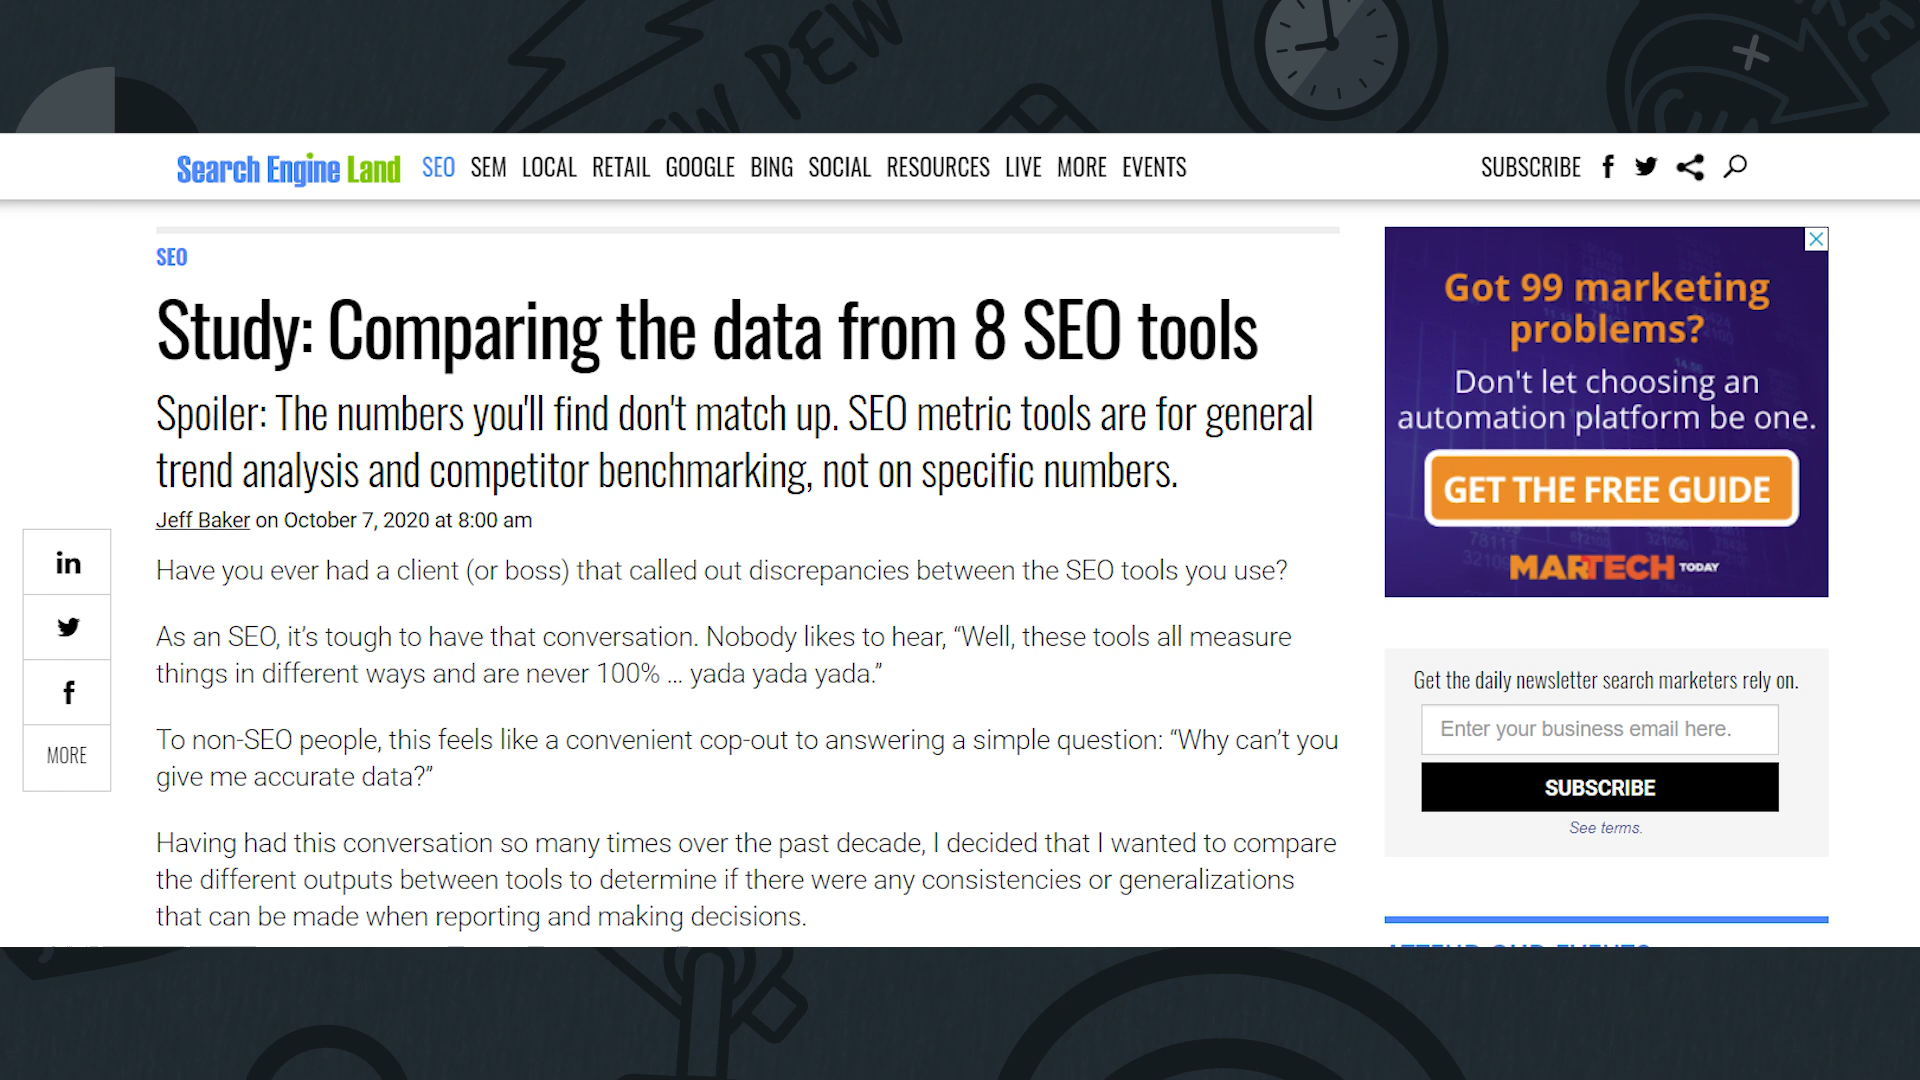 PEW
Search Engine Land
SEO SEM LOCAL RETAIL GOOGLE BING SOCIAL RESOURCES LIVE MORE EVENTS
SUBSCRIBE
SEO
Study: Comparing the data from 8 SEO tools
Spoiler: The numbers you'll find don't match up. SEO metric tools are for general
trend analysis and competitor benchmarking, not on specific numbers.
Jeff Baker on October 7, 2020 at 8:00 am
in
MORE
Have you ever had a client (or boss) that called out discrepancies between the SEO tools you use?
As an SEO, it’s tough to have that conversation. Nobody likes to hear, “Well, these tools all measure
things in different ways and are never 100% … yada yada yada.”
To non-SEO people, this feels like a convenient cop-out to answering a simple question: “Why can’t you
give me accurate data?”
Having had this conversation so many times over the past decade, I decided that I wanted to compare
the different outputs between tools to determine if there were any consistencies or generalizations
that can be made when reporting and making decisions.
Got 99 marketing
problems?
Don't let choosing an
automation platform be one.
GET THE FREE GUIDE
MARTECH TODAY
Get the daily newsletter search marketers rely on.
Enter your business email here.
SUBSCRIBE
See terms.